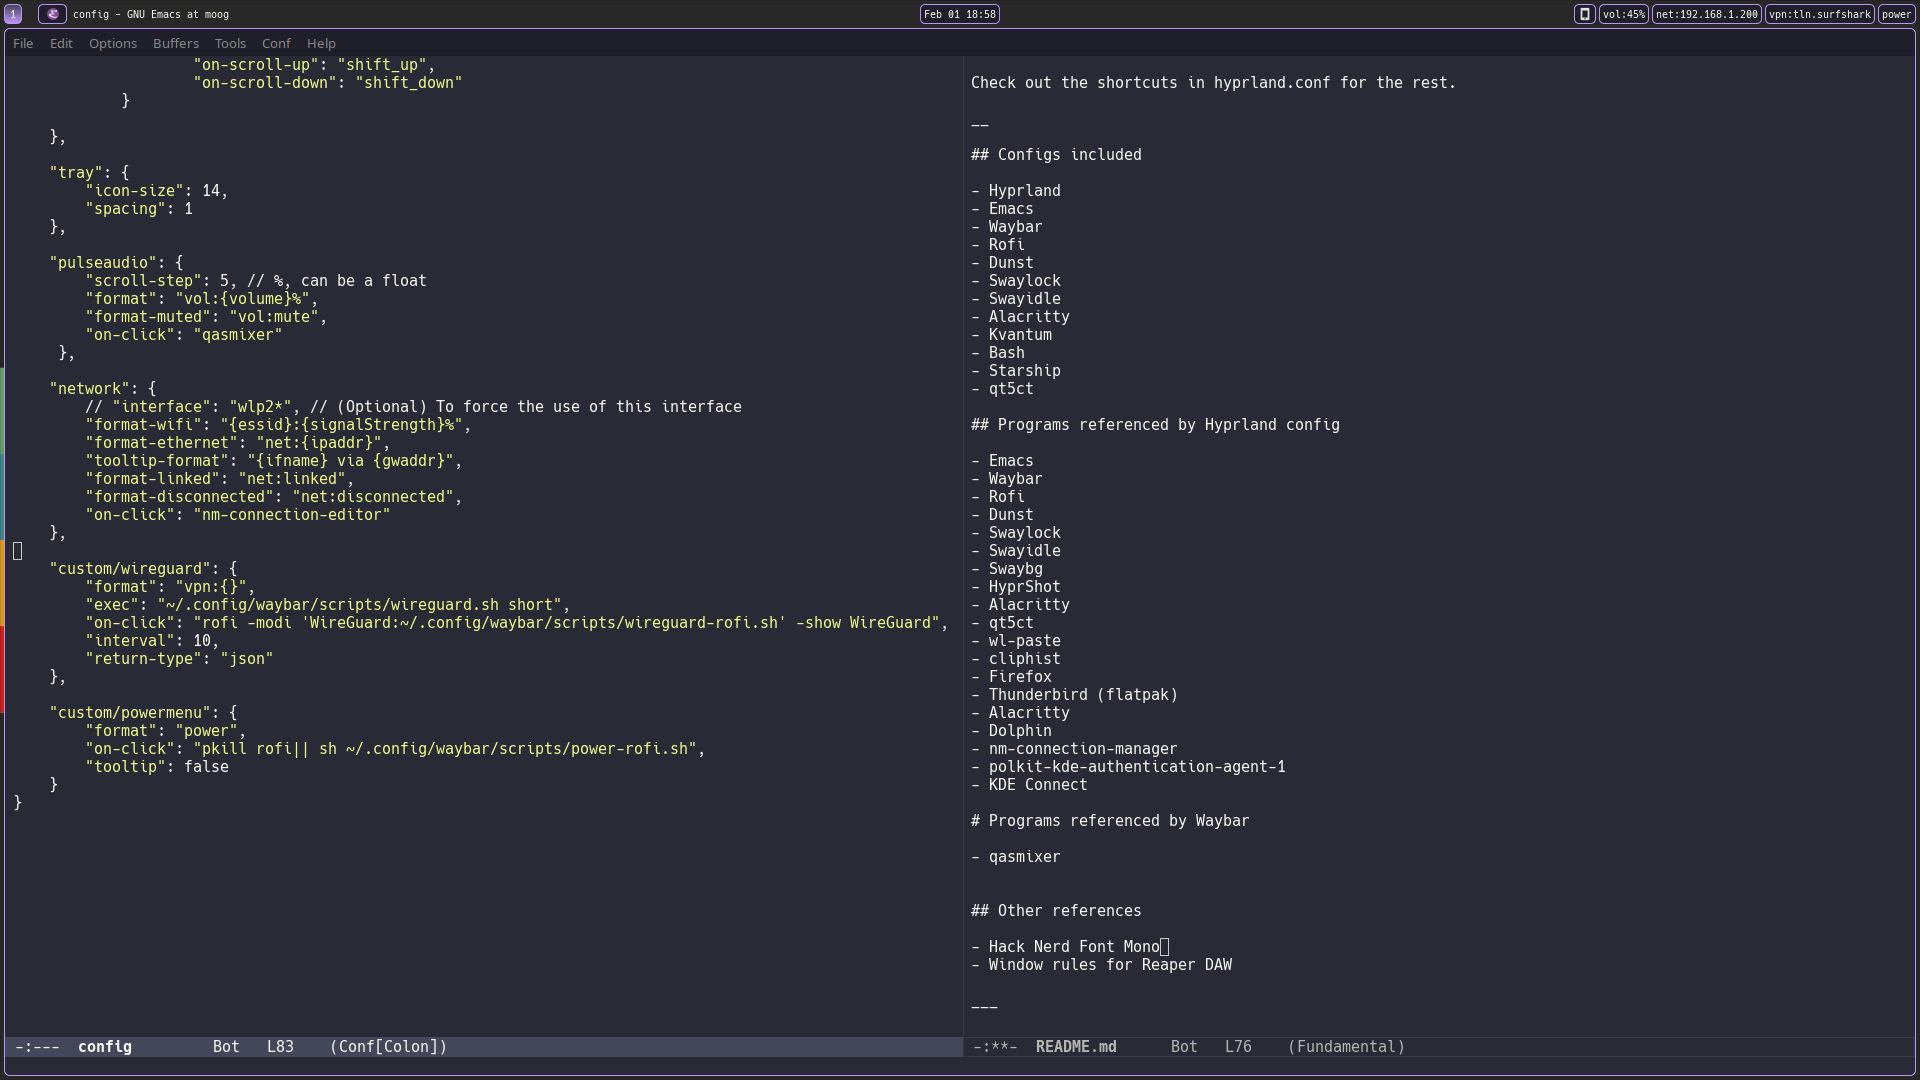 1 config - GNU Emacs at moog Feb 01 18:58 vol:45% net:192.168.1.200 vpn:tln.surfshark power
File Edit Options Buffers Tools Conf Help
"on-scroll-up": "shift_up",
"on-scroll-down": "shift_down"
}
},
"tray": {
"icon-size": 14,
"spacing": 1
},
"pulseaudio": {
"scroll-step": 5, // %, can be a float
"format": "vol:{volume}%",
"format-muted": "vol:mute",
"on-click": "qasmixer"
},
"network": {
// "interface": "wlp2*", // (Optional) To force the use of this interface
"format-wifi": "{essid}:{signalStrength}%",
"format-ethernet": "net:{ipaddr}",
"tooltip-format": "{ifname} via {gwaddr}",
"format-linked": "net:linked",
"format-disconnected": "net:disconnected",
"on-click": "nm-connection-editor"
},
"custom/wireguard": {
"format": "vpn:{}",
"exec": "~/.config/waybar/scripts/wireguard.sh short",
"on-click": "rofi -modi 'WireGuard:~/.config/waybar/scripts/wireguard-rofi.sh' -show WireGuard",
"interval": 10,
"return-type": "json"
},
"custom/powermenu": {
"format": "power",
"on-click": "pkill rofi|| sh ~/.config/waybar/scripts/power-rofi.sh",
"tooltip": false
}
}
-:--- config Bot L83 (Conf[Colon])
Check out the shortcuts in hyprland.conf for the rest.
--
## Configs included
- Hyprland
- Emacs
- Waybar
- Rofi
- Dunst
- Swaylock
- Swayidle
- Alacritty
- Kvantum
- Bash
- Starship
- qt5ct
## Programs referenced by Hyprland config
- Emacs
- Waybar
- Rofi
- Dunst
- Swaylock
- Swayidle
- Swaybg
- HyprShot
- Alacritty
- qt5ct
- wl-paste
- cliphist
- Firefox
- Thunderbird (flatpak)
- Alacritty
- Dolphin
- nm-connection-manager
- polkit-kde-authentication-agent-1
- KDE Connect
# Programs referenced by Waybar
- qasmixer
## Other references
- Hack Nerd Font Mono
- Window rules for Reaper DAW
---
-:**- README.md Bot L76 (Fundamental)